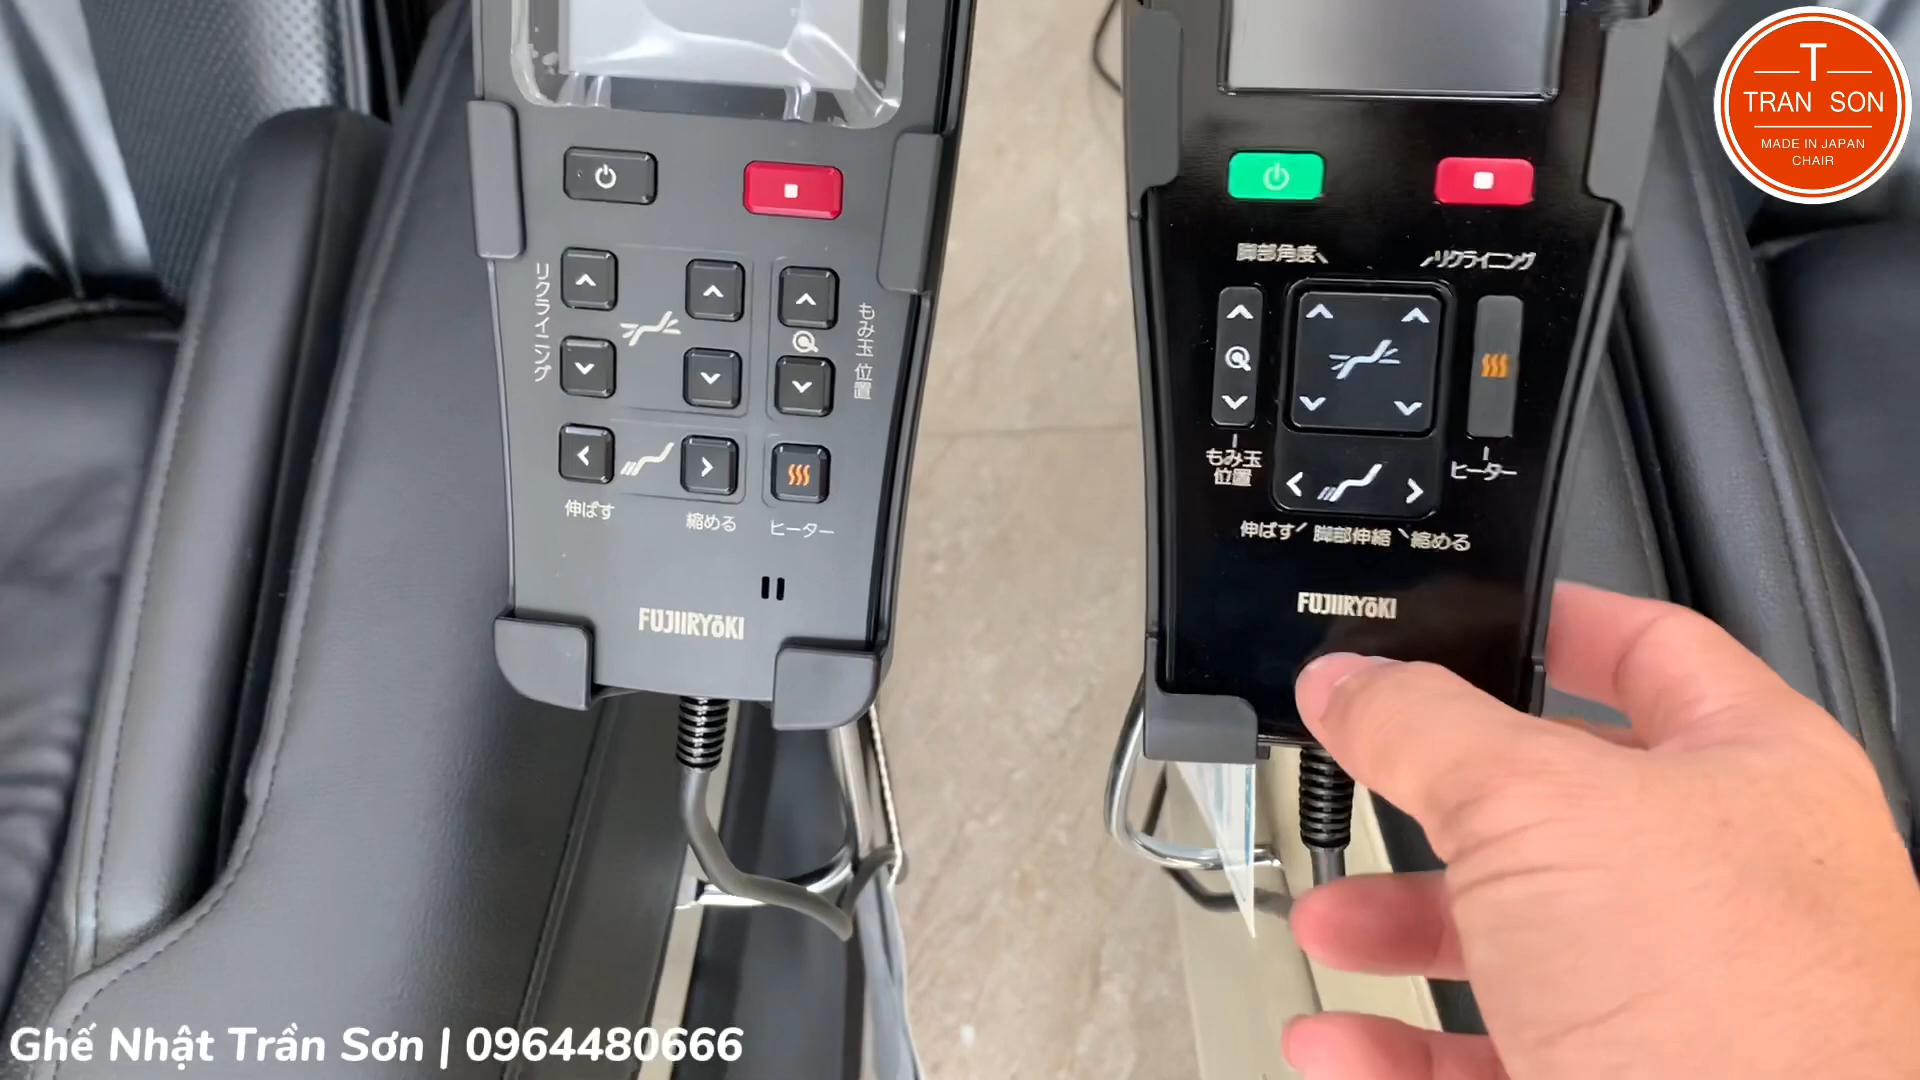 T
TRAN SON
MADE IN JAPAN
CHAIR
リクライニング
もみ玉 位置
伸ばす
縮める
ヒーター
FUJIIRYōKI
脚部角度
リクライニング
もみ玉
位置
ヒーター
伸ばす 脚部伸縮 縮める
FUJIIRYōKI
Ghế Nhật Trần Sơn | 0964480666